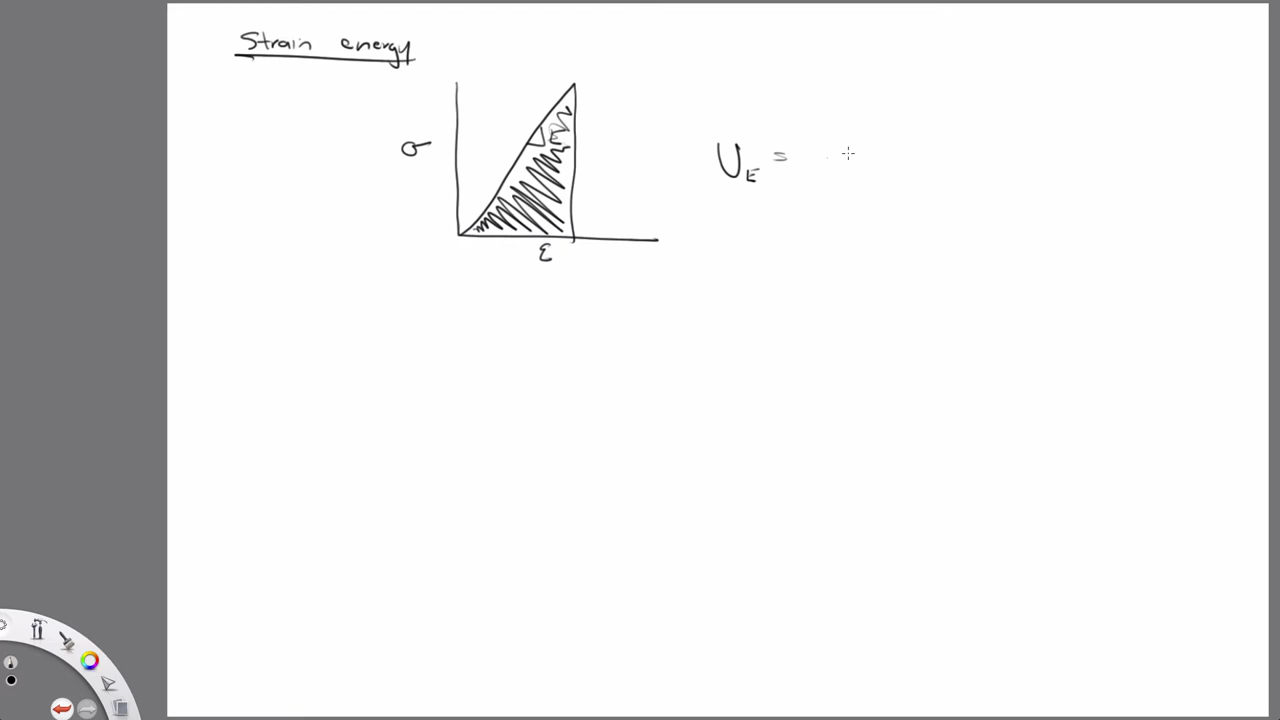 Strain energy
σ
U_E =
ε